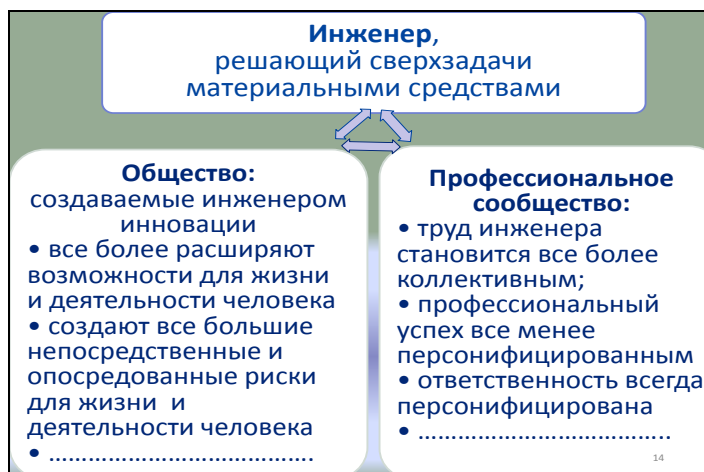 Инженер,
решающий сверхзадачи
материальными средствами
Общество:
создаваемые инженером
инновации
• все более расширяют
возможности для жизни
и деятельности человека
• создают все большие
непосредственные и
опосредованные риски
для жизни и
деятельности человека
• ………………………………….
Профессиональное
сообщество:
• труд инженера
становится все более
коллективным;
• профессиональный
успех все менее
персонифицированным
• ответственность всегда
персонифицирована
• ………………………………..
14